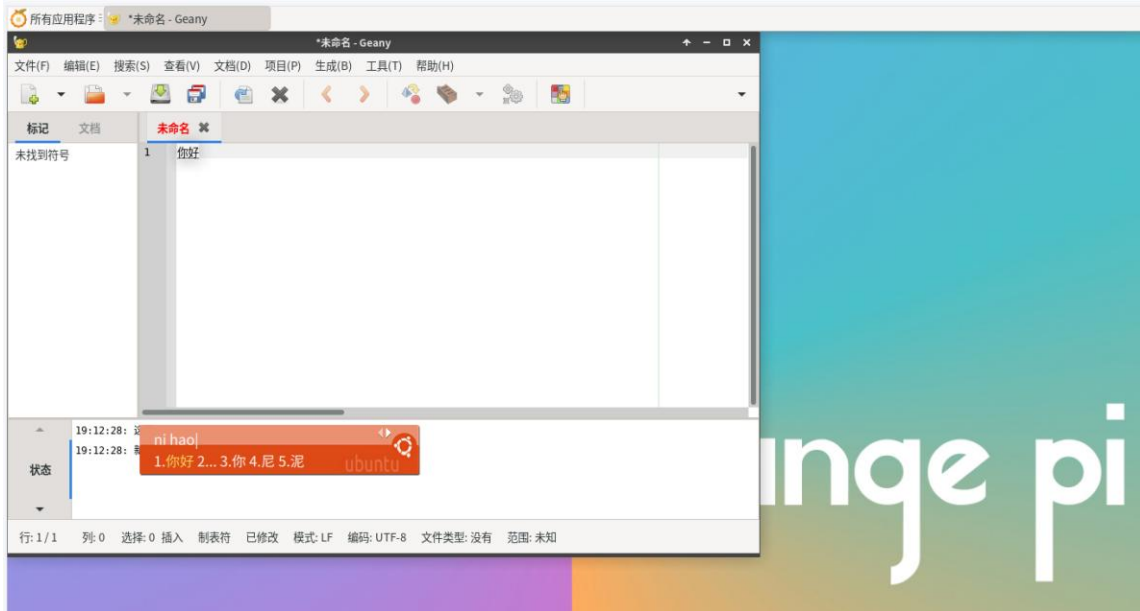 所有应用程序 *未命名 - Geany
*未命名 - Geany
文件(F) 编辑(E) 搜索(S) 查看(V) 文档(D) 项目(P) 生成(B) 工具(T) 帮助(H)
标记 文档 未命名
未找到符号
1 你好
19:12:28:
19:12:28:
ni hao
1.你好 2... 3.你 4.尼 5.泥
ubuntu
状态
行: 1 / 1 列: 0 选择: 0 插入 制表符 已修改 模式: LF 编码: UTF-8 文件类型: 没有 范围: 未知
nge pi